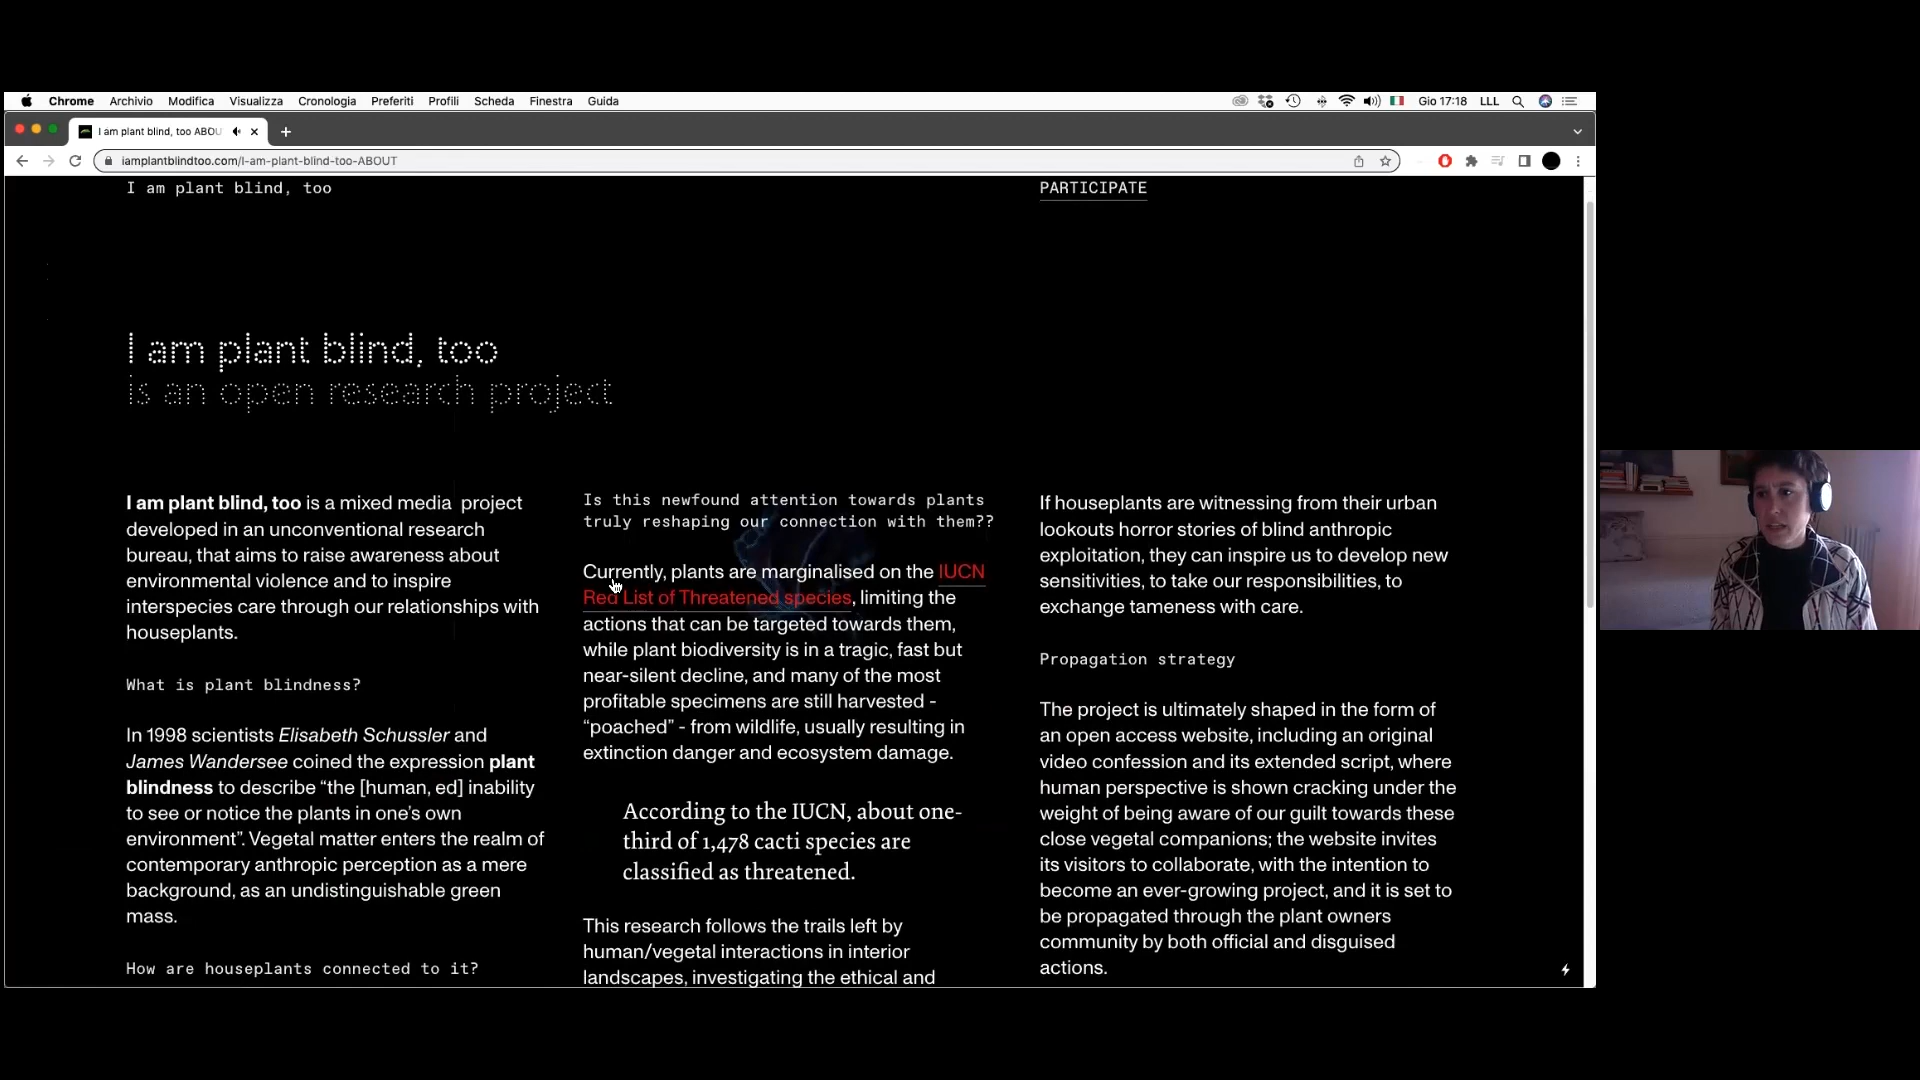 Chrome Archivio Modifica Visualizza Cronologia Preferiti Profili Scheda Finestra Guida Gio 17:18 LLL
I am plant blind, too ABOU
iamplantblindtoo.com/I-am-plant-blind-too-ABOUT
I am plant blind, too
PARTICIPATE
I am plant blind, too
is an open research project
I am plant blind, too is a mixed media project
developed in an unconventional research
bureau, that aims to raise awareness about
environmental violence and to inspire
interspecies care through our relationships with
houseplants.
What is plant blindness?
In 1998 scientists Elisabeth Schussler and
James Wandersee coined the expression plant
blindness to describe “the [human, ed] inability
to see or notice the plants in one’s own
environment”. Vegetal matter enters the realm of
contemporary anthropic perception as a mere
background, as an undistinguishable green
mass.
How are houseplants connected to it?
Is this newfound attention towards plants
truly reshaping our connection with them??
Currently, plants are marginalised on the IUCN
Red List of Threatened species, limiting the
actions that can be targeted towards them,
while plant biodiversity is in a tragic, fast but
near-silent decline, and many of the most
profitable specimens are still harvested -
“poached” - from wildlife, usually resulting in
extinction danger and ecosystem damage.
According to the IUCN, about one-
third of 1,478 cacti species are
classified as threatened.
This research follows the trails left by
human/vegetal interactions in interior
landscapes, investigating the ethical and
If houseplants are witnessing from their urban
lookouts horror stories of blind anthropic
exploitation, they can inspire us to develop new
sensitivities, to take our responsibilities, to
exchange tameness with care.
Propagation strategy
The project is ultimately shaped in the form of
an open access website, including an original
video confession and its extended script, where
human perspective is shown cracking under the
weight of being aware of our guilt towards these
close vegetal companions; the website invites
its visitors to collaborate, with the intention to
become an ever-growing project, and it is set to
be propagated through the plant owners
community by both official and disguised
actions.